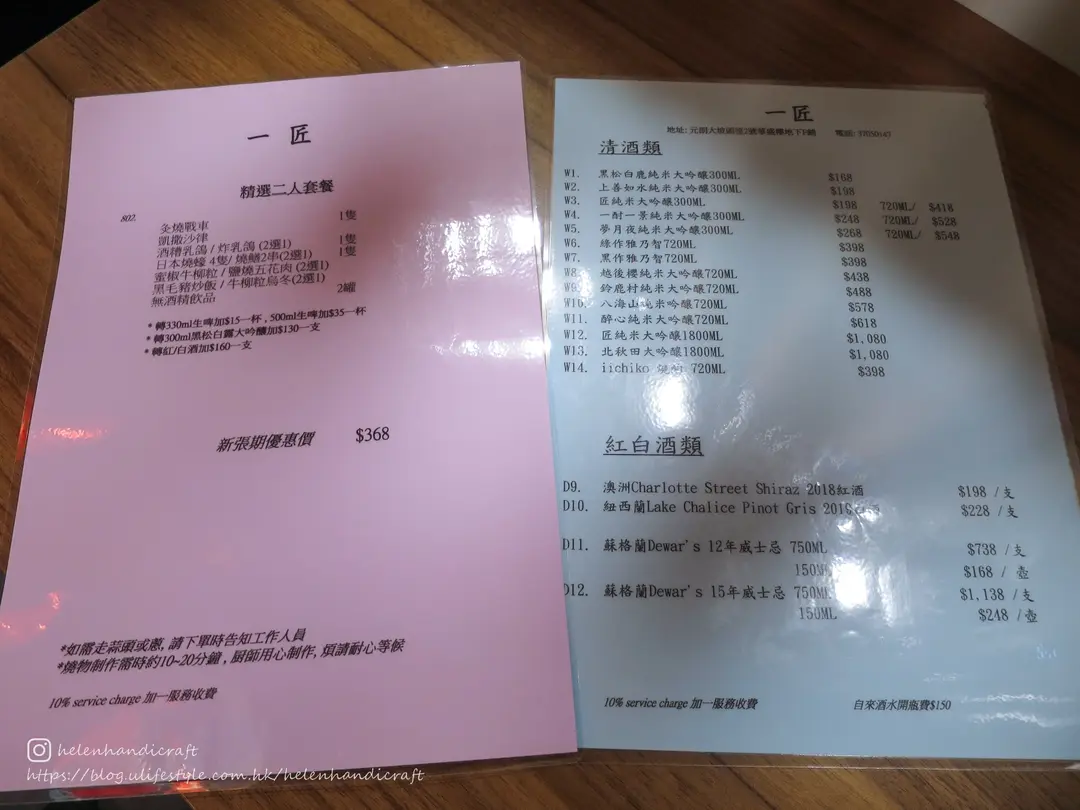 一 匠
精選二人套餐
802.
炙燒戰車 1隻
凱撒沙律
酒糟乳鴿 / 炸乳鴿 (2選1) 1隻
日本燒蠔 4隻/ 燒鱔2串(2選1) 1隻
蜜椒牛柳粒 / 鹽燒五花肉 (2選1)
黑毛豬炒飯 / 牛柳粒烏冬(2選1)
無酒精飲品 2罐
* 轉330ml生啤加$15一杯 , 500ml生啤加$35一杯
* 轉300ml黑松白露大吟釀加$130一支
* 轉紅/白酒加$160一支
新張期優惠價 $368
*如需走蒜頭或蔥, 請下單時告知工作人員
*燒物制作需時約10~20分鐘 , 厨師用心制作, 煩請耐心等候
10% service charge 加一服務收費
一 匠
地址: 元朗大 地下 舖 電話: 37050147
清酒類
W1. 黑松白鹿純米大吟釀300ML $168
W2. 上善如水純米大吟釀300ML $198
W3. 匠純米大吟釀300ML $198 720ML/ $418
W4. 一酎一景純米大吟釀300ML $248 720ML/ $528
W5. 夢月夜純米大吟釀300ML $268 720ML/ $548
W6. 綠作雅乃智720ML $398
W7. 黑作雅乃智720ML $398
W8. 越後櫻純米大吟釀720ML $438
W9. 鈴鹿村純米大吟釀720ML $488
W10. 八海山純米大吟釀720ML $578
W11. 醉心純米大吟釀720ML $618
W12. 匠純米大吟釀1800ML $1,080
W13. 北秋田大吟釀1800ML $1,080
W14. iichiko 720ML $398
紅白酒類
D9. 澳洲Charlotte Street Shiraz 2018紅酒 $198 /支
D10. 紐西蘭Lake Chalice Pinot Gris $228 /支
D11. 蘇格蘭Dewar's 12年威士忌 750ML $738 /支
150ML $168 / 壺
D12. 蘇格蘭Dewar's 15年威士忌 750ML $1,138 /支
150ML $248 /壺
10% service charge 加一服務收費 自來酒水開瓶費$150
helenhandicraft
https://blog.ulifestyle.com.hk/helenhandicraft